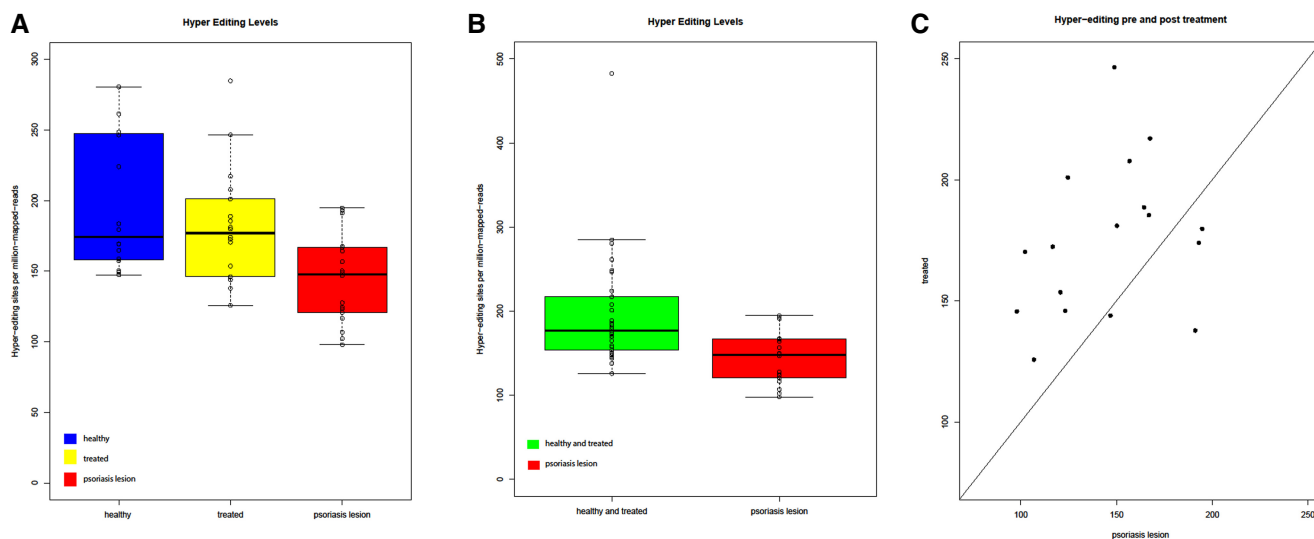 A
Hyper Editing Levels
Hyper-editing sites per million-mapped-reads
300
250
200
150
100
50
0
healthy
treated
psoriasis lesion
healthy
treated
psoriasis lesion
B
Hyper Editing Levels
Hyper-editing sites per million-mapped-reads
500
400
300
200
100
0
healthy and treated
psoriasis lesion
healthy and treated
psoriasis lesion
C
Hyper-editing pre and post treatment
treated
250
200
150
100
100
150
200
250
psoriasis lesion